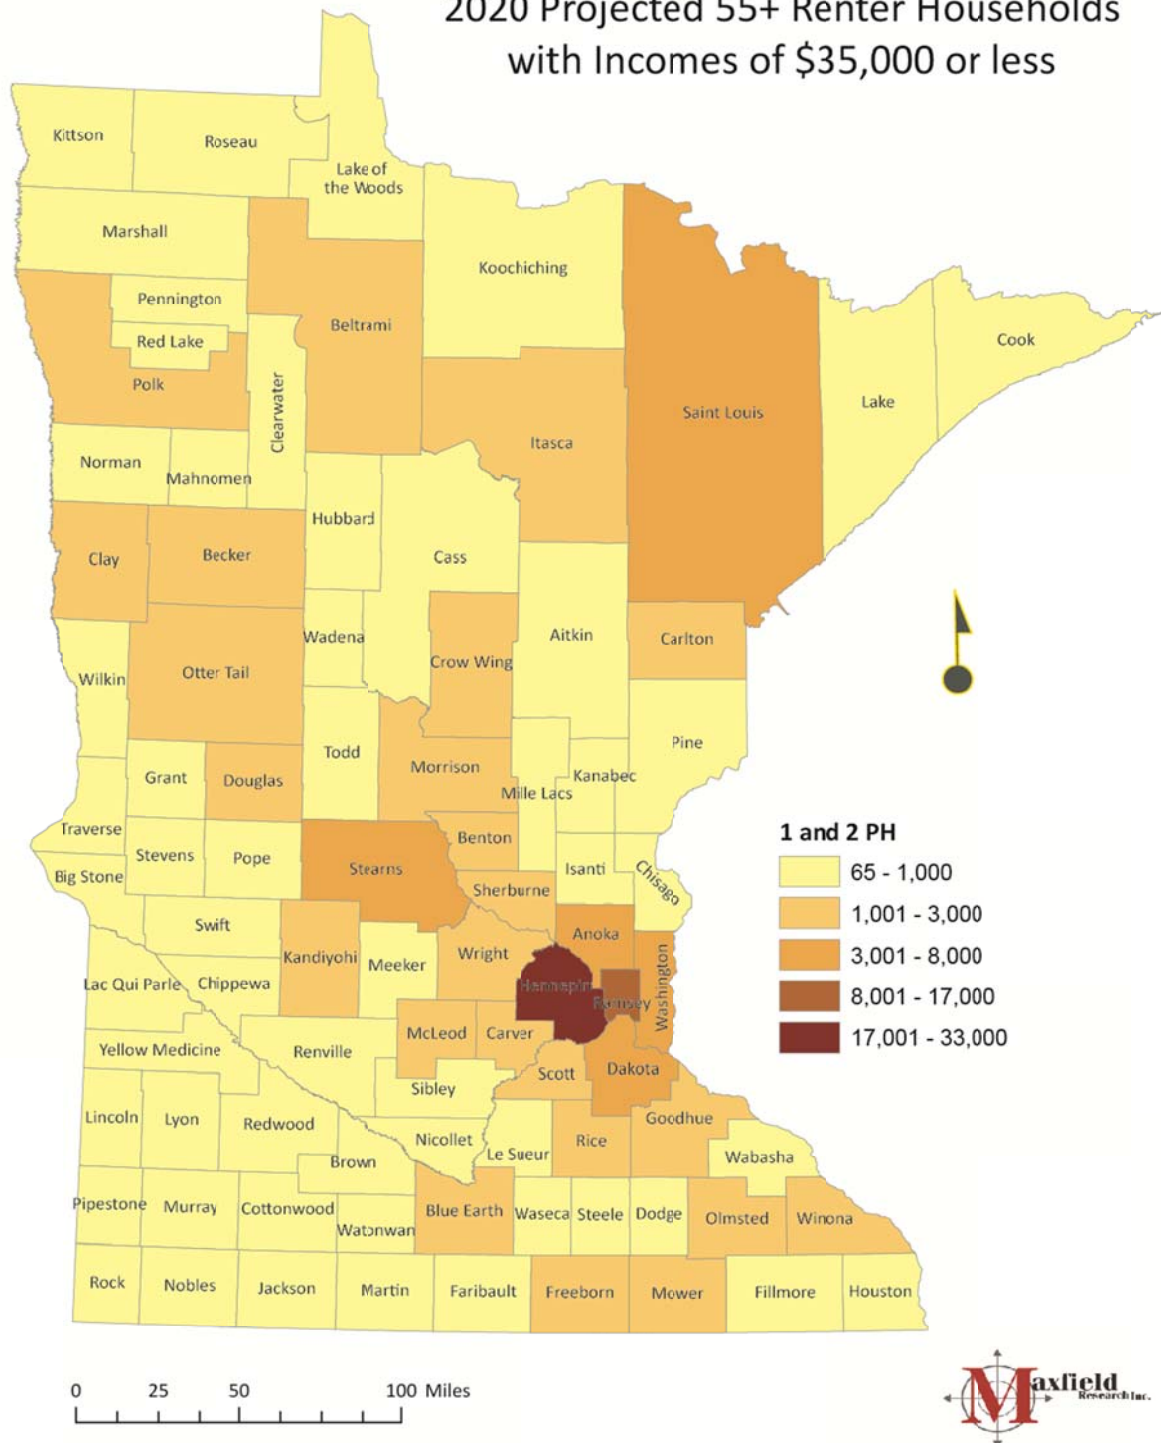 2020 Projected 55+ Renter Households
with Incomes of $35,000 or less
Kittson
Roseau
Lake of
the Woods
Marshall
Koochiching
Pennington
Beltrami
Red Lake
Cook
Polk
Clearwater
Lake
Saint Louis
Itasca
Norman
Mahnomen
Hubbard
Cass
Clay
Becker
Wadena
Aitkin
Carlton
Crow Wing
Otter Tail
Wilkin
Pine
Todd
Morrison
Grant
Douglas
Kanabec
Mille Lacs
Traverse
Benton
Stevens
Pope
Stearns
Isanti
Chisago
Big Stone
Sherburne
Swift
Anoka
Kandiyohi
Wright
Meeker
Washington
Lac Qui Parle
Chippewa
Hennepin
Ramsey
McLeod
Carver
Yellow Medicine
Renville
Scott
Dakota
Sibley
Lincoln
Lyon
Redwood
Goodhue
Nicollet
Rice
Le Sueur
Brown
Wabasha
Pipestone
Murray
Cottonwood
Blue Earth
Waseca
Steele
Dodge
Olmsted
Winona
Watonwan
Rock
Nobles
Jackson
Martin
Faribault
Freeborn
Mower
Fillmore
Houston
1 and 2 PH
65 - 1,000
1,001 - 3,000
3,001 - 8,000
8,001 - 17,000
17,001 - 33,000
0 25 50 100 Miles
Maxfield
Research Inc.